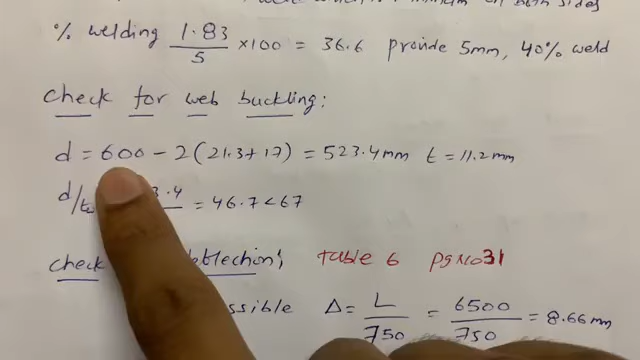 % welding 1.83/5 ×100 = 36.6 provide 5mm, 40% weld
Check for web buckling:
d = 600 - 2(21.3+17) = 523.4mm t = 11.2mm
= 46.7 < 67
Check deflection; table 6 pg no 31
Δ = L/750 = 6500/750 = 8.66mm